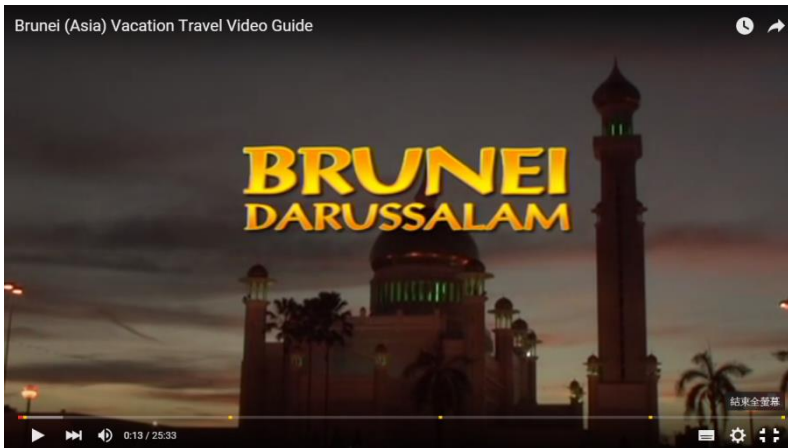 Brunei (Asia) Vacation Travel Video Guide
BRUNEI
DARUSSALAM
結束全螢幕
0:13 / 25:33